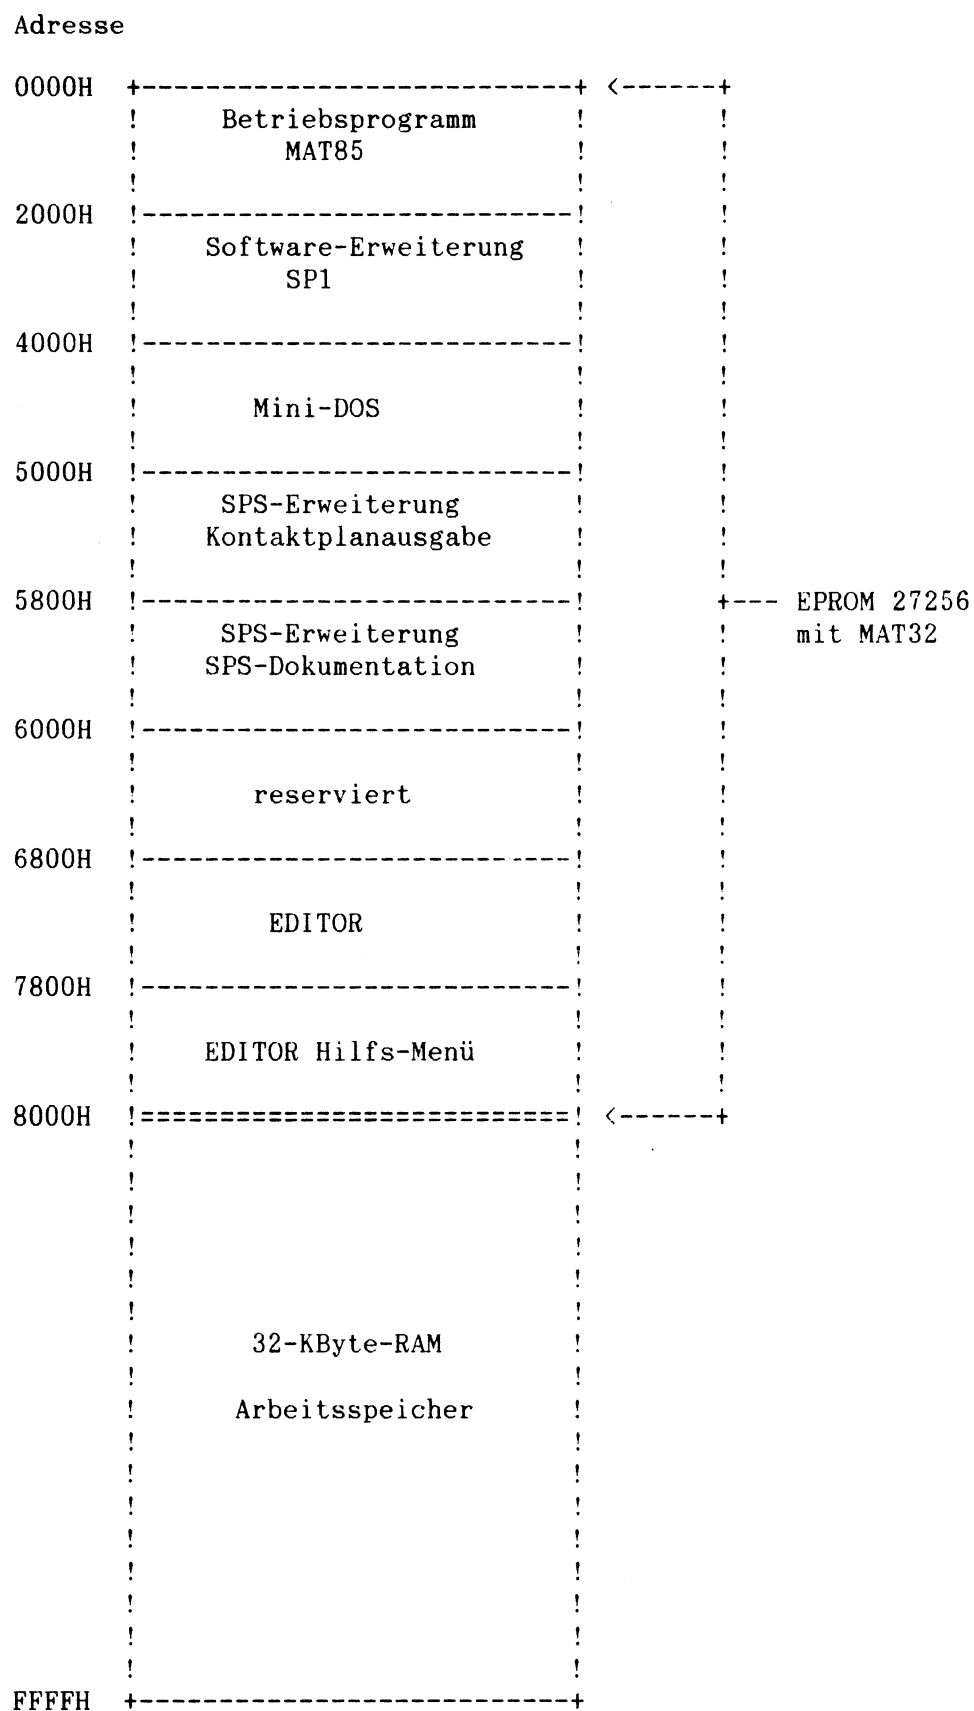 Adresse
0000H +---------------------------+ <------+
! Betriebsprogramm ! !
! MAT85 ! !
! ! !
2000H !---------------------------! !
! Software-Erweiterung ! !
! SP1 ! !
! ! !
4000H !---------------------------! !
! ! !
! Mini-DOS ! !
! ! !
5000H !---------------------------! !
! SPS-Erweiterung ! !
! Kontaktplanausgabe ! !
! ! !
5800H !---------------------------! +--- EPROM 27256
! SPS-Erweiterung ! ! mit MAT32
! SPS-Dokumentation ! !
! ! !
6000H !---------------------------! !
! ! !
! reserviert ! !
! ! !
6800H !---------------------------! !
! ! !
! EDITOR ! !
! ! !
7800H !---------------------------! !
! ! !
! EDITOR Hilfs-Menü ! !
! ! !
8000H !===========================! <------+
! !
! !
! !
! !
! !
! !
! 32-KByte-RAM !
! !
! Arbeitsspeicher !
! !
! !
! !
! !
! !
! !
! !
! !
FFFFH +---------------------------+